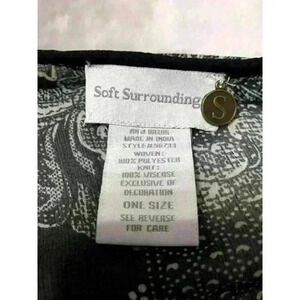 Soft Surrounding
S
MADE IN INDIA
WOVEN:
100% POLYESTER
KNIT:
100% VISCOSE
EXCLUSIVE OF
DECORATION
ONE SIZE
SEE REVERSE
FOR CARE